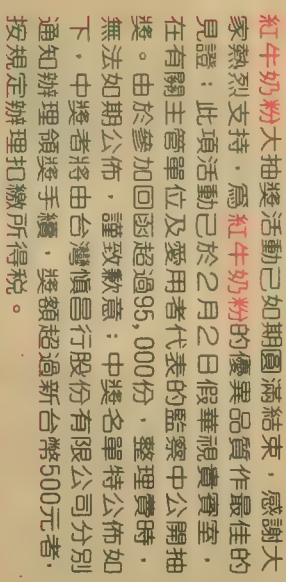 紅牛奶粉大抽獎活動已如期圓滿結束，感謝大
家熱烈支持，為紅牛奶粉的優異品質作最佳的
見證；此項活動已於2月2日假華視貴賓室，
在有關主管單位及愛用者代表的監察中公開抽
獎。由於參加回函超過95,000份，整理費時，
無法如期公佈，謹致歉意；中獎名單特公佈如
下，中獎者將由台灣慎昌行股份有限公司分別
通知辦理領獎手續，獎額超過新台幣500元者，
按規定辦理扣繳所得稅。